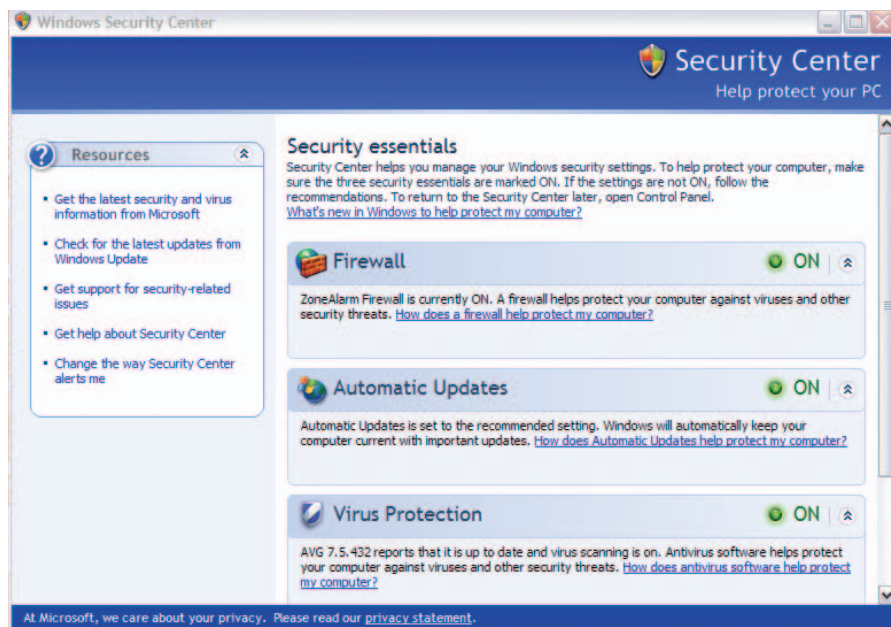 Windows Security Center
Security Center
Help protect your PC
Resources
Get the latest security and virus
information from Microsoft
Check for the latest updates from
Windows Update
Get support for security-related
issues
Get help about Security Center
Change the way Security Center
alerts me
Security essentials
Security Center helps you manage your Windows security settings. To help protect your computer, make
sure the three security essentials are marked ON. If the settings are not ON, follow the
recommendations. To return to the Security Center later, open Control Panel.
What's new in Windows to help protect my computer?
Firewall ON
ZoneAlarm Firewall is currently ON. A firewall helps protect your computer against viruses and other
security threats. How does a firewall help protect my computer?
Automatic Updates ON
Automatic Updates is set to the recommended setting. Windows will automatically keep your
computer current with important updates. How does Automatic Updates help protect my computer?
Virus Protection ON
AVG 7.5.432 reports that it is up to date and virus scanning is on. Antivirus software helps protect
your computer against viruses and other security threats. How does antivirus software help protect
my computer?
At Microsoft, we care about your privacy. Please read our privacy statement.